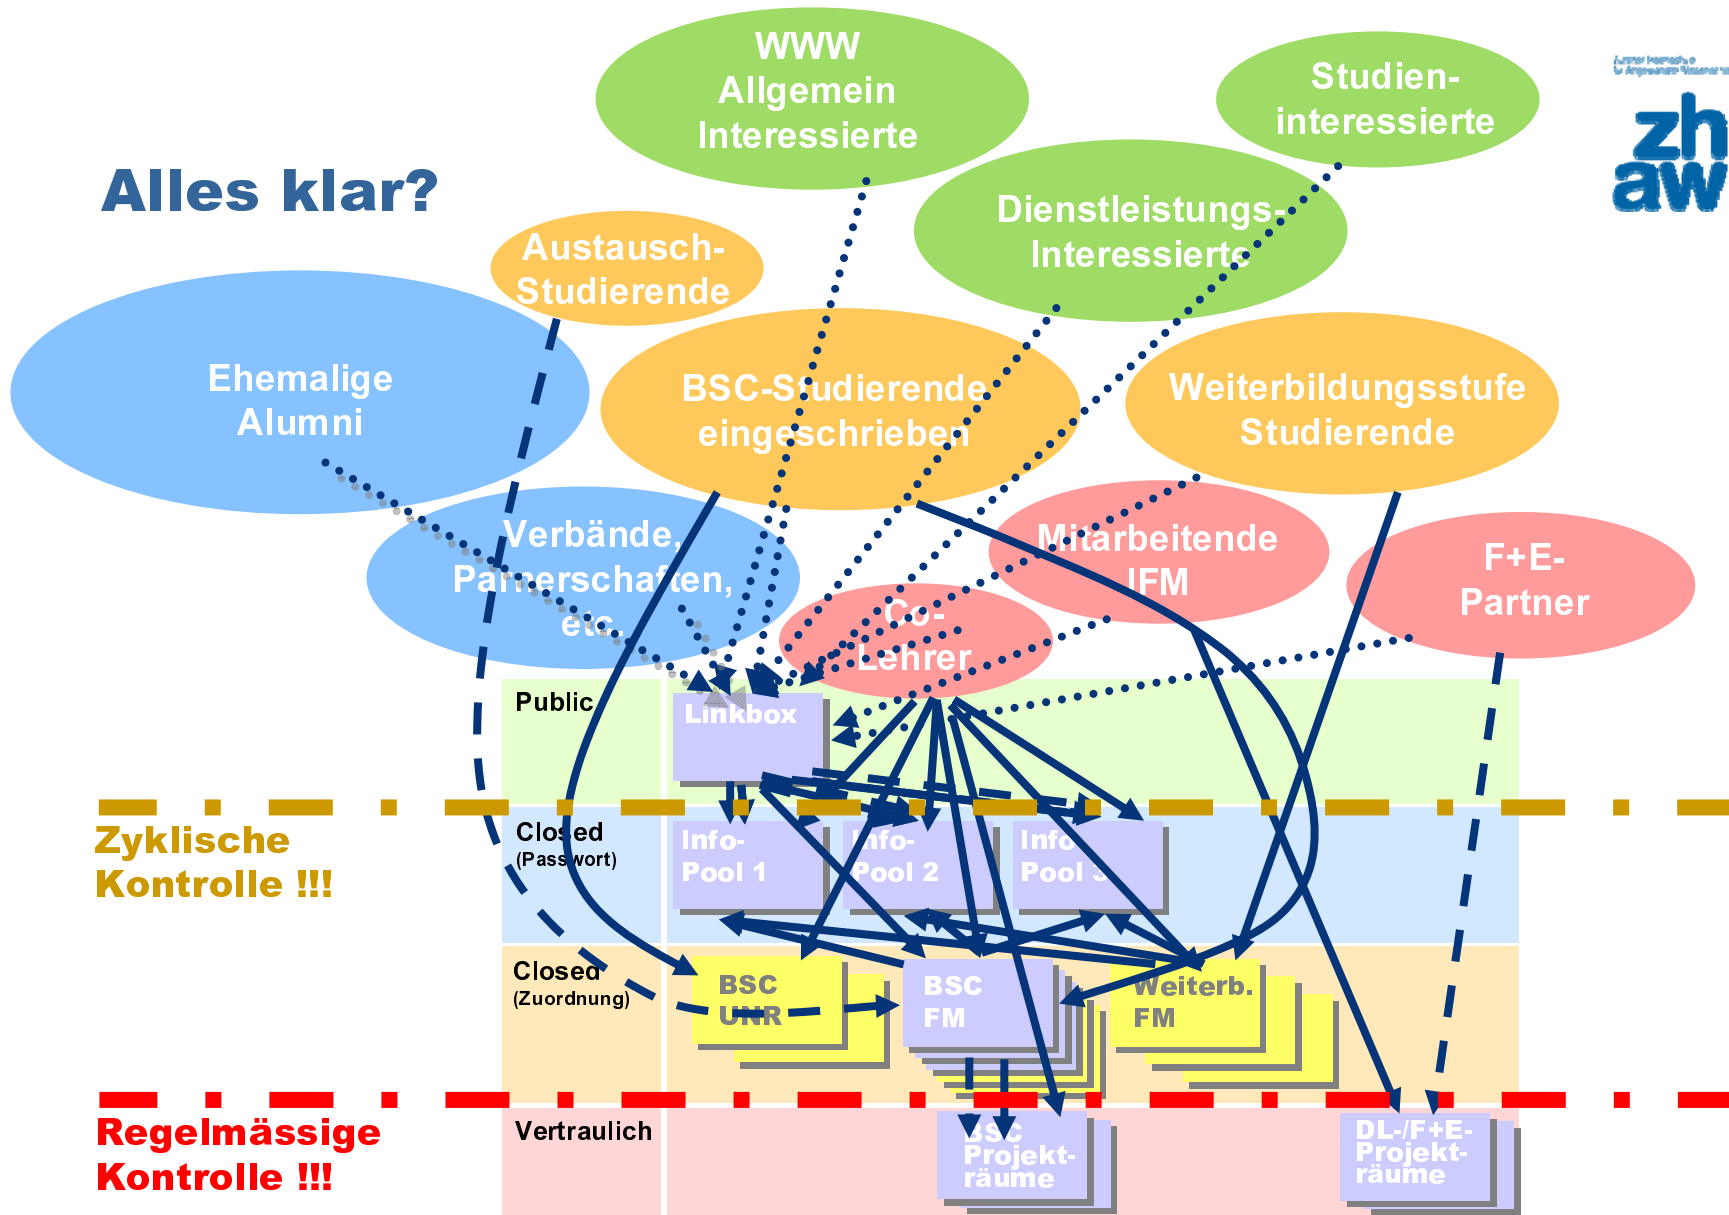 WWW
Allgemein
Interessierte
Studien-
interessierte
zh
aw
Alles klar?
Dienstleistungs-
Interessierte
Austausch-
Studierende
Ehemalige
Alumni
BSC-Studierende
eingeschrieben
Weiterbildungsstufe
Studierende
Verbände,
Parnerschaften,
etc.
Mitarbeitende
IFM
F+E-
Partner
Co-
Lehrer
Public
Linkbox
Zyklische
Kontrolle !!!
Closed
(Passwort)
Info-
Pool 1
Info-
Pool 2
Info-
Pool 3
Closed
(Zuordnung)
BSC
UNR
BSC
FM
Weiterb.
FM
Regelmässige
Kontrolle !!!
Vertraulich
BSC
Projekt-
räume
DL-/F+E-
Projekt-
räume